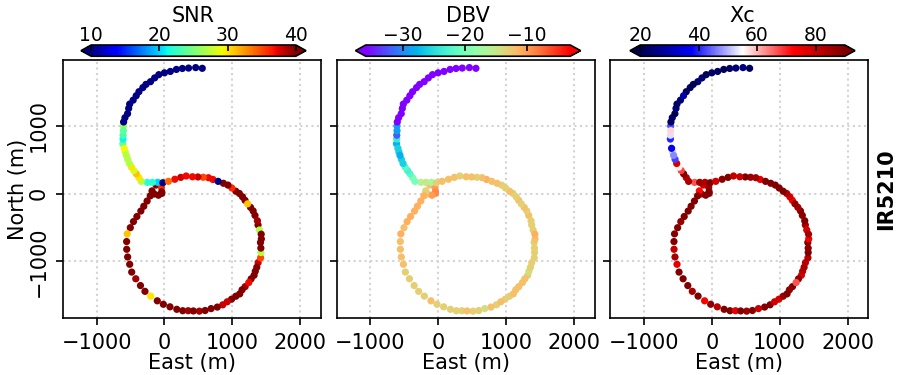 SNR DBV Xc
10 20 30 40 −30 −20 −10 20 40 60 80
1000
0
−1000
North (m)
−1000 0 1000 2000 −1000 0 1000 2000 −1000 0 1000 2000
East (m) East (m) East (m)
IR5210